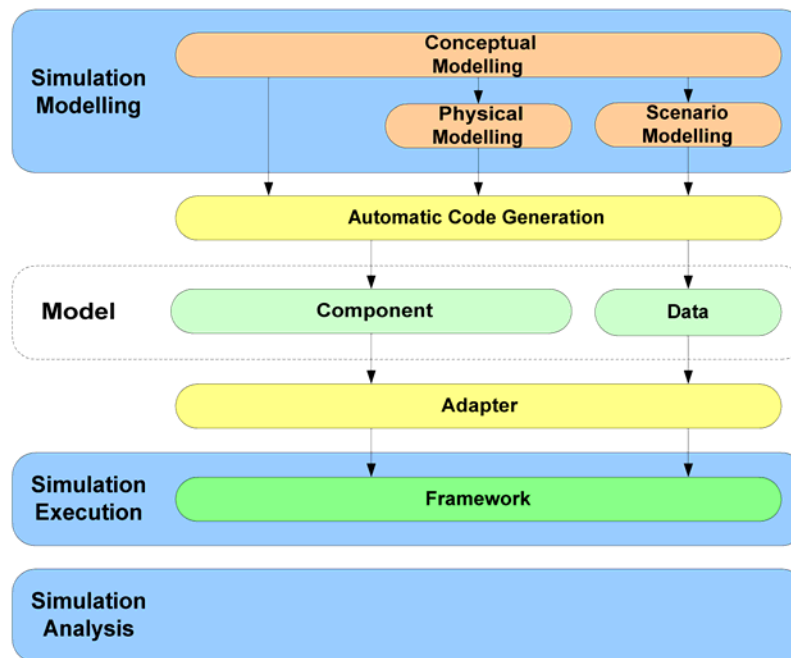 Conceptual
Modelling
Simulation
Modelling
Physical
Modelling
Scenario
Modelling
Automatic Code Generation
Model
Component
Data
Adapter
Simulation
Execution
Framework
Simulation
Analysis